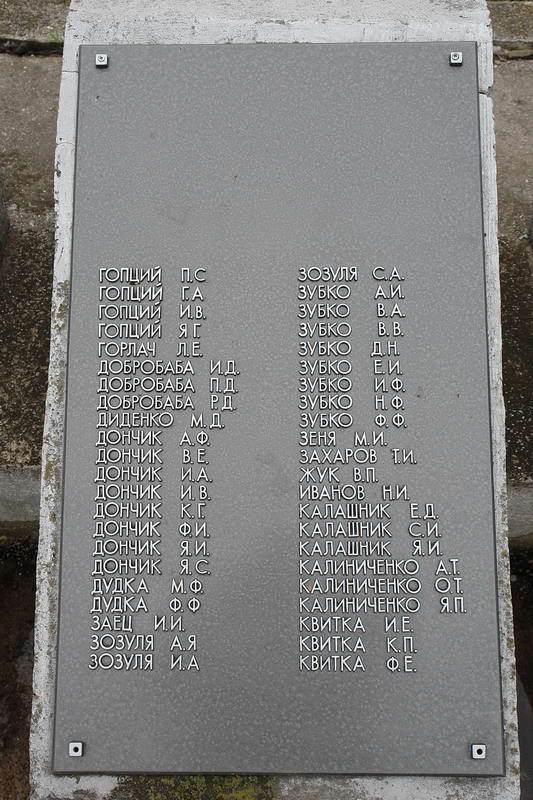 ГОПЦИЙ П.С
ГОПЦИЙ Г.А
ГОПЦИЙ И.В.
ГОПЦИЙ Я Г
ГОРЛАЧ Л.Е.
ДОБРОБАБА И.Д.
ДОБРОБАБА П.Д.
ДОБРОБАБА Р.Д.
ДИДЕНКО М.Д.
ДОНЧИК А.Ф.
ДОНЧИК В.Е.
ДОНЧИК И.А.
ДОНЧИК И.В.
ДОНЧИК К.Г.
ДОНЧИК Ф.И.
ДОНЧИК Я.И.
ДОНЧИК Я.С.
ДУДКА М.Ф.
ДУДКА Ф.Ф
ЗАЕЦ И.И.
ЗОЗУЛЯ А.Я
ЗОЗУЛЯ И.А
ЗОЗУЛЯ С.А.
ЗУБКО А.И.
ЗУБКО В.А.
ЗУБКО В.В.
ЗУБКО Д.Н.
ЗУБКО Е.И.
ЗУБКО И.Ф.
ЗУБКО Н.Ф.
ЗУБКО Ф.Ф.
ЗЕНЯ М.И.
ЗАХАРОВ Т.И.
ЖУК В.П.
ИВАНОВ Н.И.
КАЛАШНИК Е.Д.
КАЛАШНИК С.И.
КАЛАШНИК Я.И.
КАЛИНИЧЕНКО А.Т.
КАЛИНИЧЕНКО О.Т.
КАЛИНИЧЕНКО Я.П.
КВИТКА И.Е.
КВИТКА К.П.
КВИТКА Ф.Е.